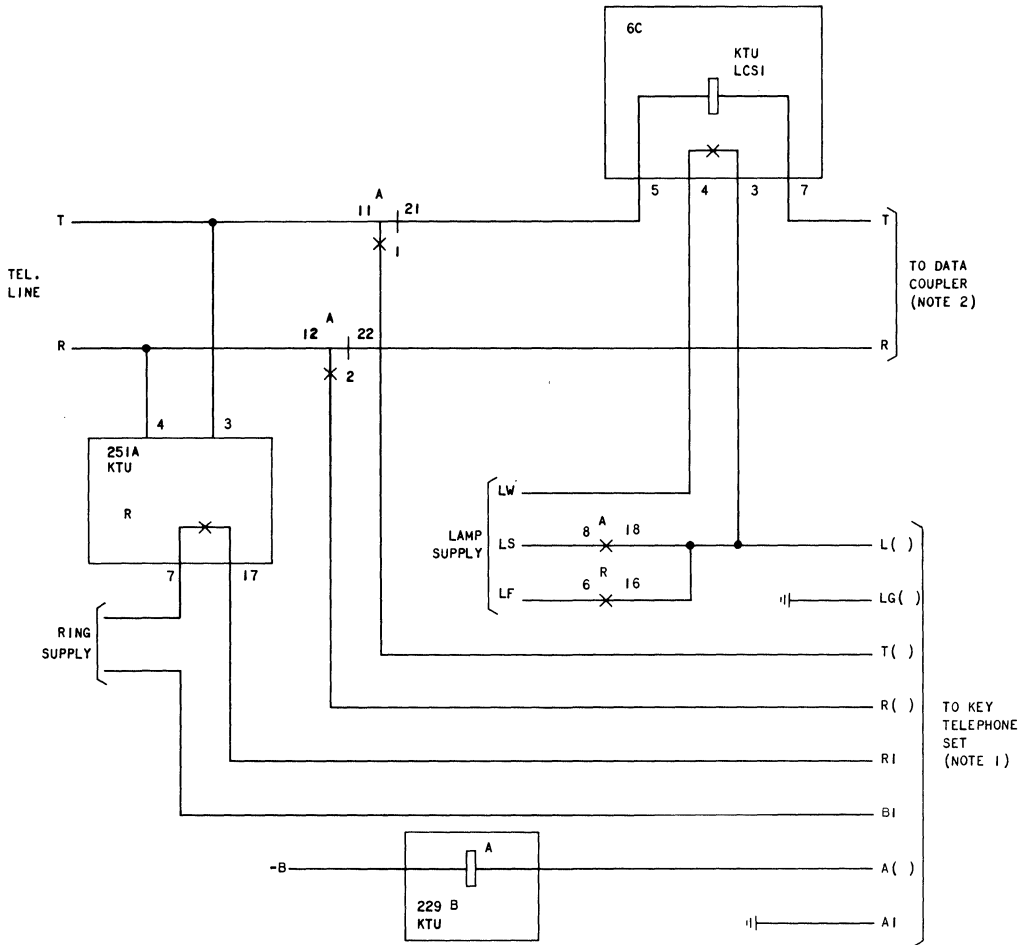 6C
KTU
LCS1
5 4 3 7
A
11 21
T
1
T
TEL.
LINE
TO DATA
COUPLER
(NOTE 2)
A
12 22
R
2
R
4 3
251A
KTU
R
7 17
LW
LAMP
SUPPLY
A
LS 8 18
L( )
R
LF 6 16
LG( )
RING
SUPPLY
T( )
R( )
TO KEY
TELEPHONE
SET
(NOTE 1)
R1
B1
A
-B
A( )
229 B
KTU
A1